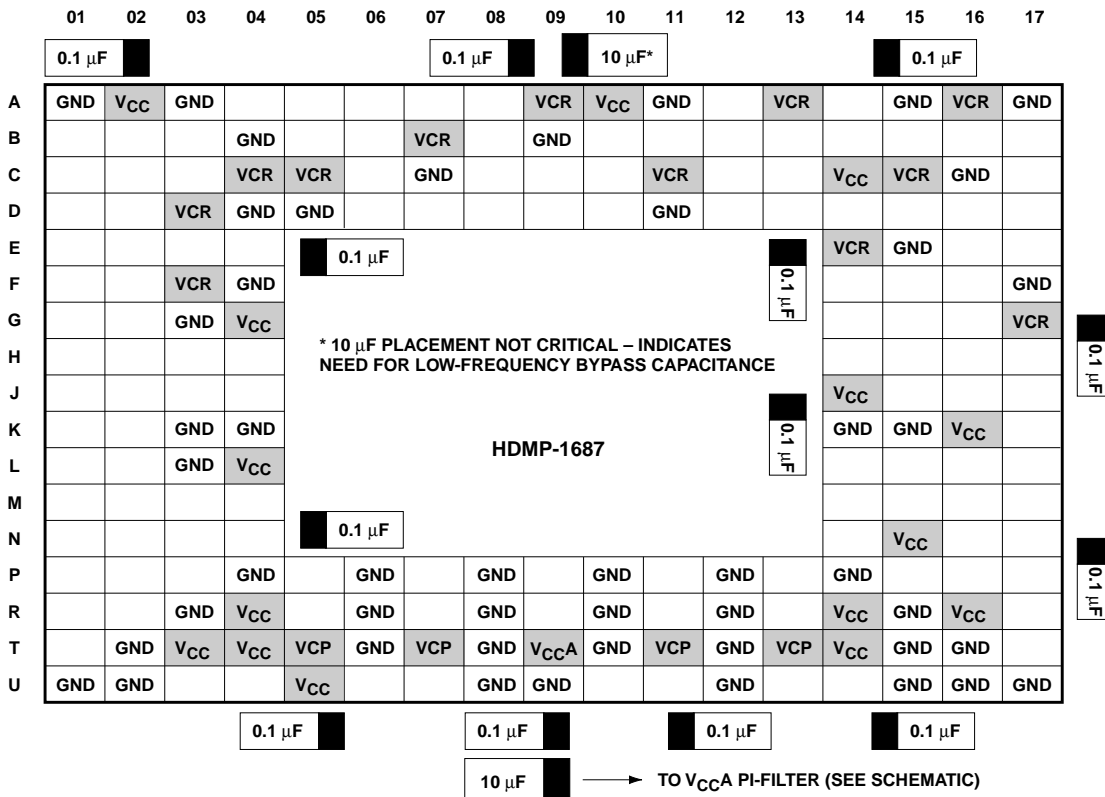 01 02 03 04 05 06 07 08 09 10 11 12 13 14 15 16 17
0.1 μF 0.1 μF 10 μF* 0.1 μF
A GND VCC GND VCR VCC GND VCR GND VCR GND
B GND VCR GND
C VCR VCR GND VCR VCC VCR GND
D VCR GND GND GND
E 0.1 μF VCR GND
F VCR GND 0.1 μF GND
G GND VCC VCR
* 10 μF PLACEMENT NOT CRITICAL – INDICATES
H NEED FOR LOW-FREQUENCY BYPASS CAPACITANCE 0.1 μF
J VCC
K GND GND 0.1 μF GND GND VCC
L GND VCC HDMP-1687
M
N 0.1 μF VCC
P GND GND GND GND GND GND 0.1 μF
R GND VCC GND GND GND GND VCC GND VCC
T GND VCC VCC VCP GND VCP GND VCCA GND VCP GND VCP VCC GND GND
U GND GND VCC GND GND GND GND GND GND
0.1 μF 0.1 μF 0.1 μF 0.1 μF
10 μF TO VCCA PI-FILTER (SEE SCHEMATIC)